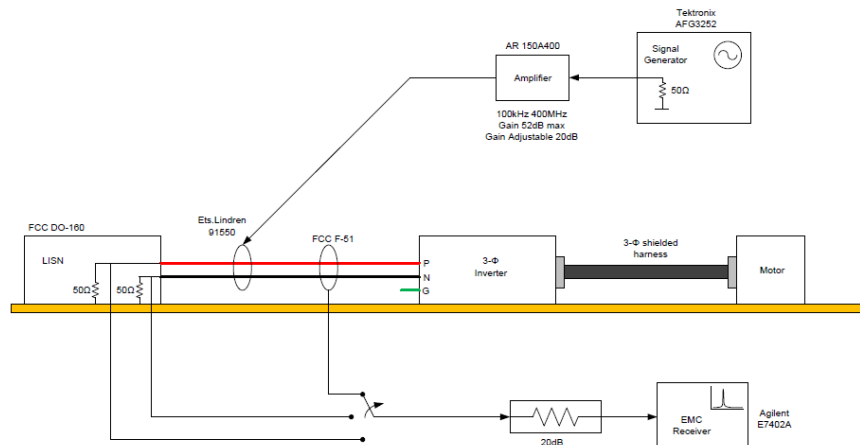 Tektronix
AFG3252
Signal
Generator
50Ω
AR 150A400
Amplifier
100kHz 400MHz
Gain 52dB max
Gain Adjustable 20dB
Ets.Lindren
91550
FCC F-51
FCC DO-160
LISN
50Ω
50Ω
P
N
G
3-Φ
Inverter
3-Φ shielded
harness
Motor
20dB
EMC
Receiver
Agilent
E7402A